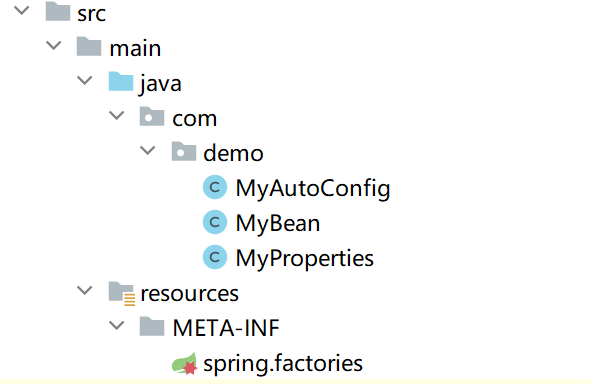 src
main
java
com
demo
C MyAutoConfig
C MyBean
C MyProperties
resources
META-INF
spring.factories